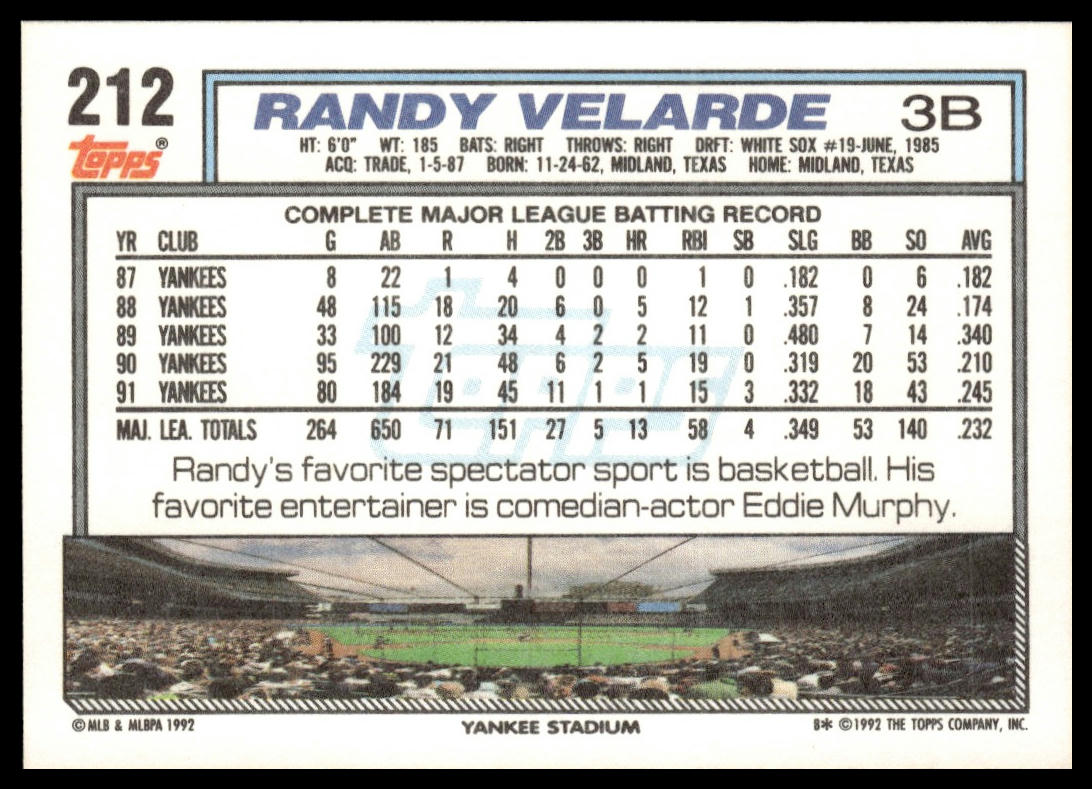 212
topps®
RANDY VELARDE 3B
HT: 6'0" WT: 185 BATS: RIGHT THROWS: RIGHT DRFT: WHITE SOX #19-JUNE, 1985
ACQ: TRADE, 1-5-87 BORN: 11-24-62, MIDLAND, TEXAS HOME: MIDLAND, TEXAS
COMPLETE MAJOR LEAGUE BATTING RECORD
YR CLUB G AB R H 2B 3B HR RBI SB SLG BB SO AVG
87 YANKEES 8 22 1 4 0 0 0 1 0 .182 0 6 .182
88 YANKEES 48 115 18 20 6 0 5 12 1 .357 8 24 .174
89 YANKEES 33 100 12 34 4 2 2 11 0 .480 7 14 .340
90 YANKEES 95 229 21 48 6 2 5 19 0 .319 20 53 .210
91 YANKEES 80 184 19 45 11 1 1 15 3 .332 18 43 .245
MAJ. LEA. TOTALS 264 650 71 151 27 5 13 58 4 .349 53 140 .232
Topps
Randy's favorite spectator sport is basketball. His
favorite entertainer is comedian-actor Eddie Murphy.
© MLB & MLBPA 1992
YANKEE STADIUM
B* © 1992 THE TOPPS COMPANY, INC.